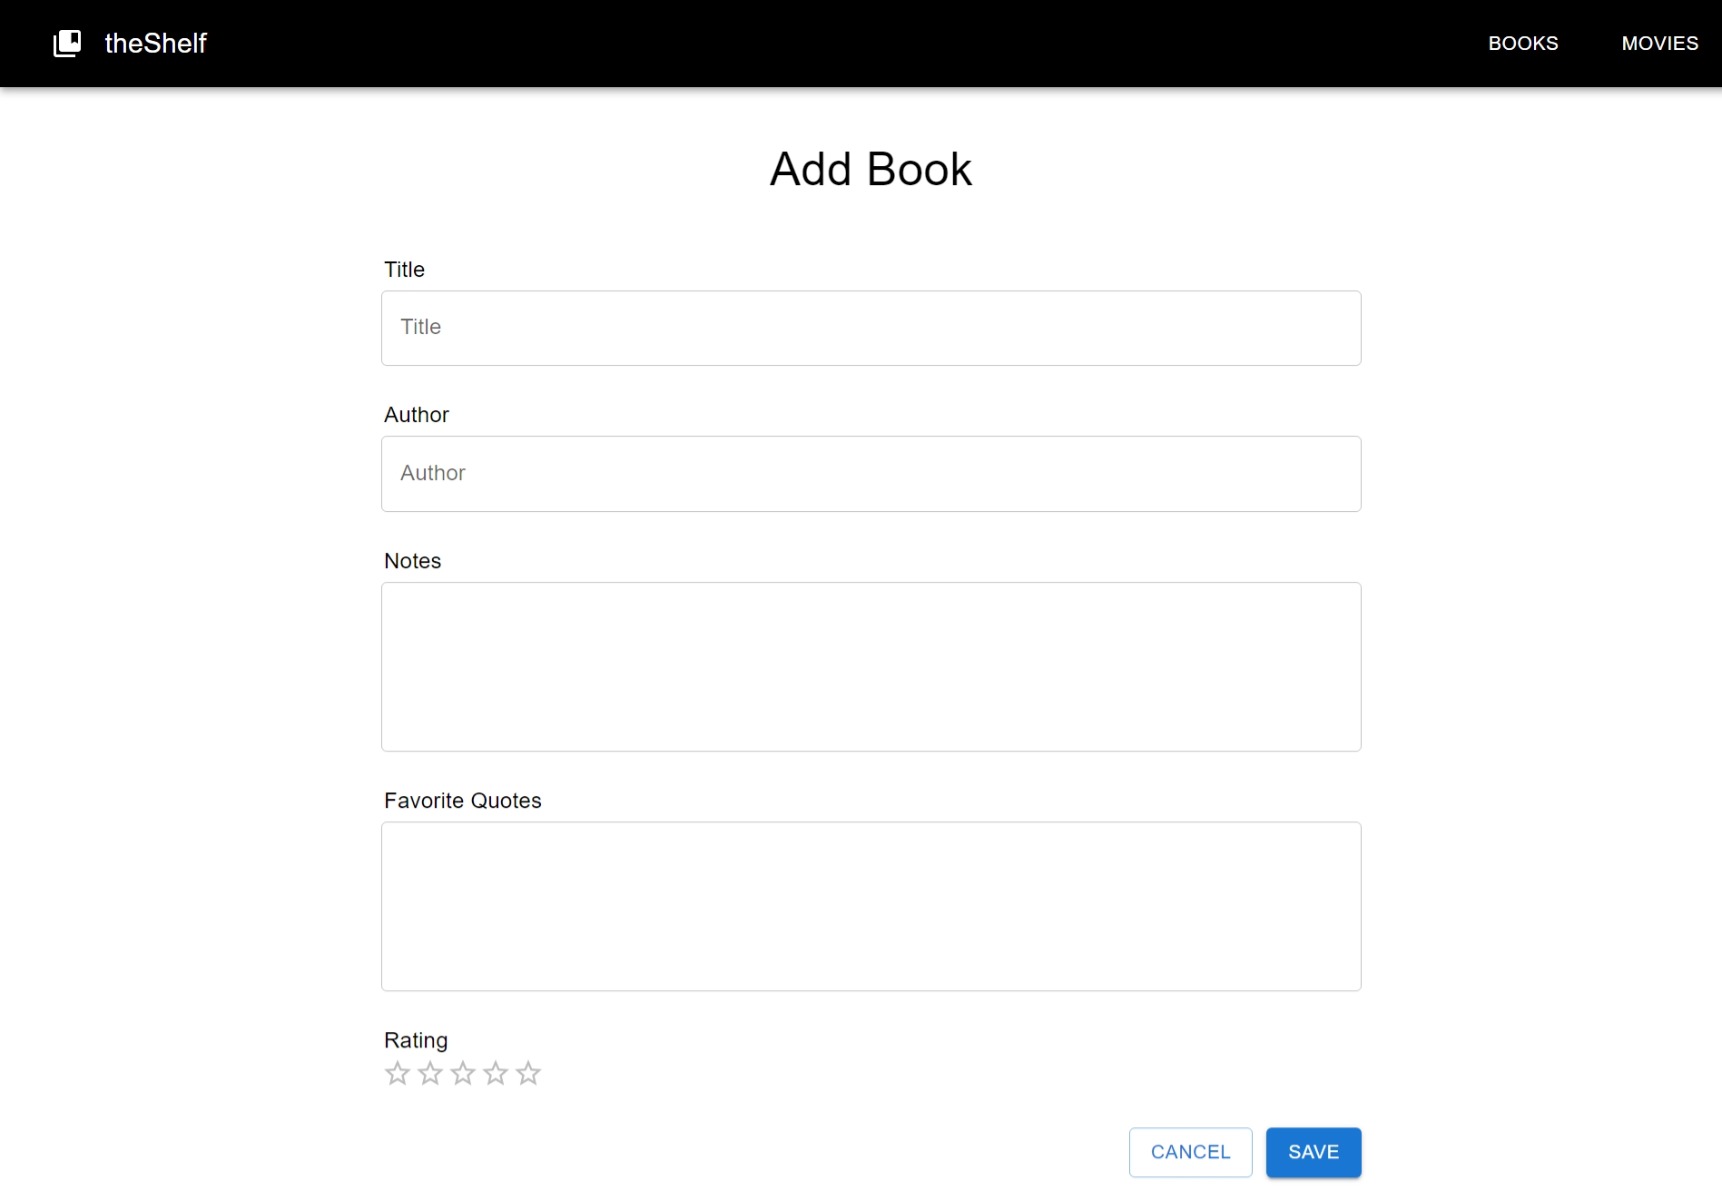 theShelf
BOOKS
MOVIES
Add Book
Title
Title
Author
Author
Notes
Favorite Quotes
Rating
CANCEL
SAVE